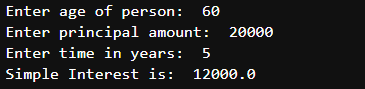 Enter age of person:  60
Enter principal amount:  20000
Enter time in years:  5
Simple Interest is:  12000.0